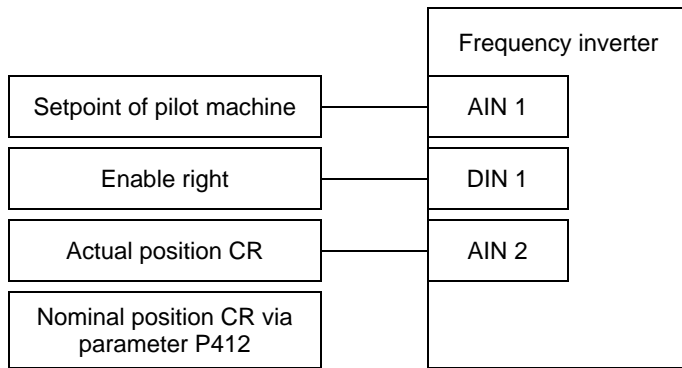 Frequency inverter
Setpoint of pilot machine
AIN 1
Enable right
DIN 1
Actual position CR
AIN 2
Nominal position CR via
parameter P412